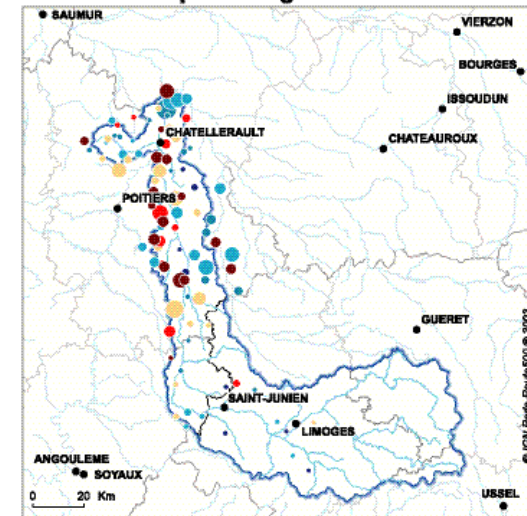 SAUMUR
VIERZON
BOURGES
ISSOUDUN
CHATELLERAULT
CHATEAUROUX
POITIERS
GUERET
SAINT-JUNIEN
LIMOGES
ANGOULEME
SOYAUX
0 20 Km
USSEL